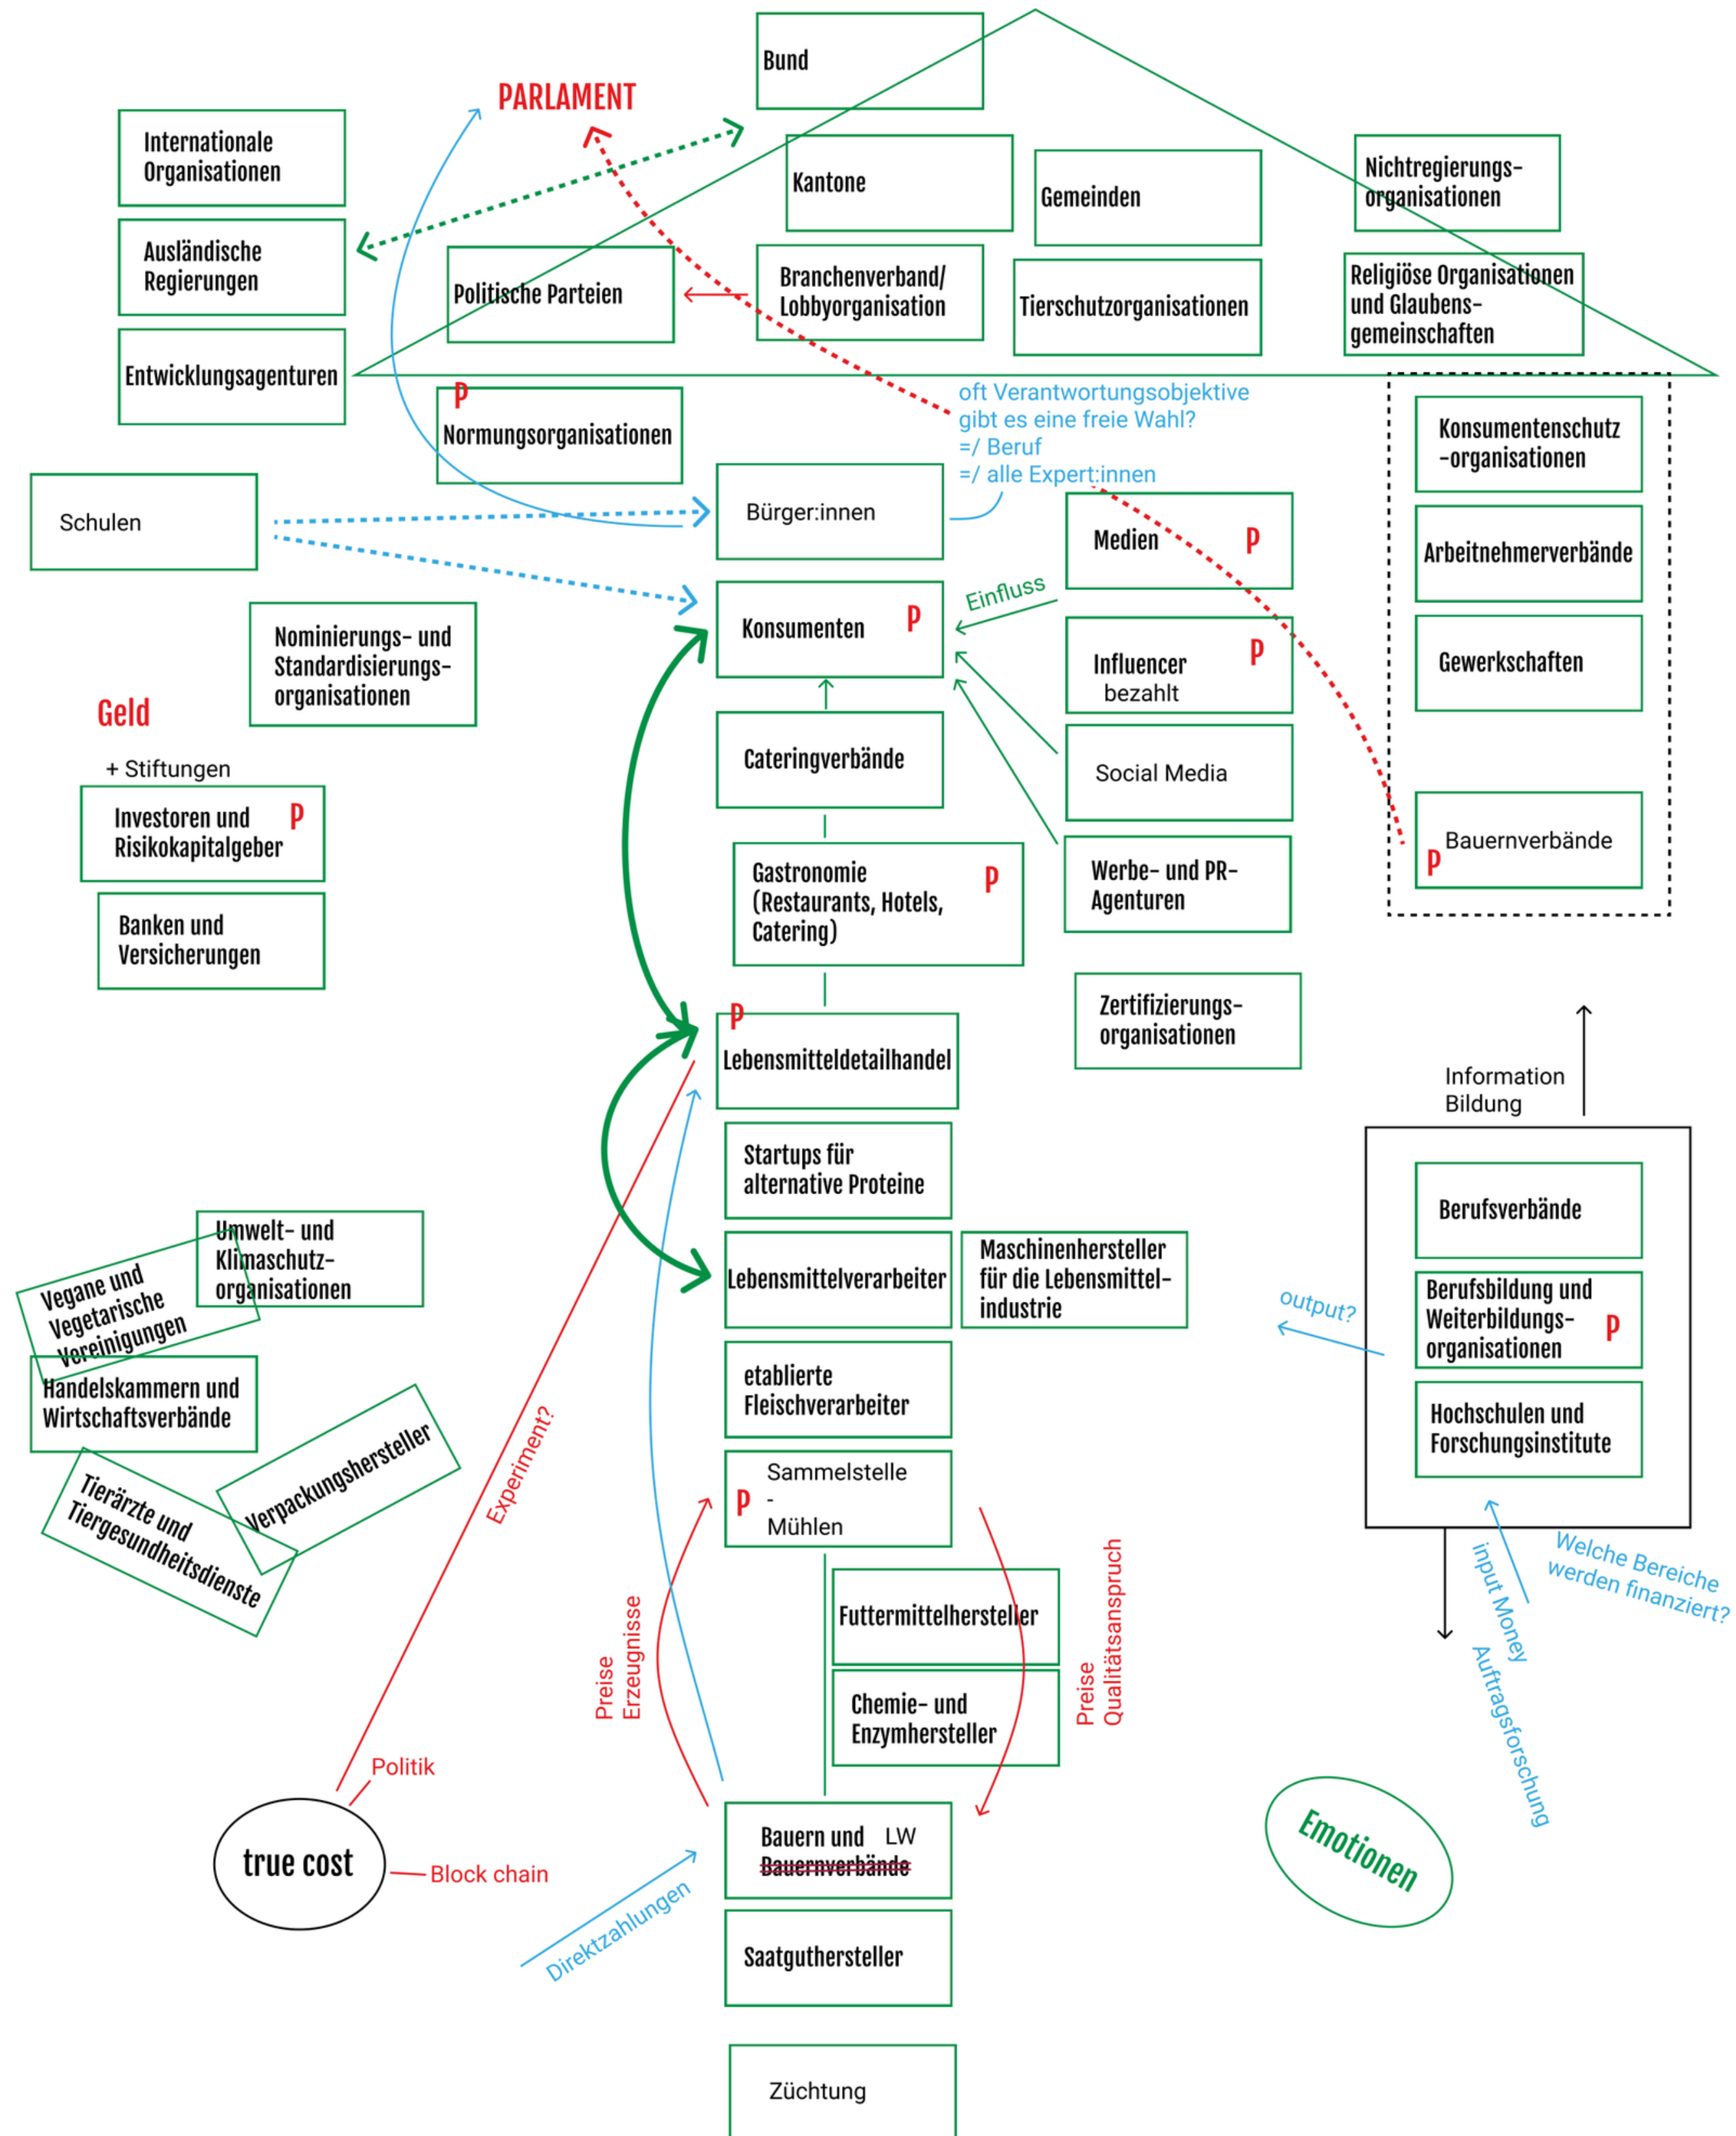 Bund
PARLAMENT
Internationale
Organisationen
Kantone
Gemeinden
Nichtregierungs-
organisationen
Ausländische
Regierungen
Politische Parteien
Branchenverband/
Lobbyorganisation
Tierschutzorganisationen
Religiöse Organisationen
und Glaubens-
gemeinschaften
Entwicklungsagenturen
P
Normungsorganisationen
oft Verantwortungsobjektive
gibt es eine freie Wahl?
=/ Beruf
=/ alle Expert:innen
Konsumentenschutz
-organisationen
Schulen
Bürger:innen
Medien
P
Arbeitnehmerverbände
Einfluss
Konsumenten
P
Nominierungs- und
Standardisierungs-
organisationen
Influencer
bezahlt
P
Gewerkschaften
Geld
+ Stiftungen
Cateringverbände
Social Media
Investoren und
Risikokapitalgeber
P
Bauernverbände
P
Gastronomie
(Restaurants, Hotels,
Catering)
P
Werbe- und PR-
Agenturen
Banken und
Versicherungen
Zertifizierungs-
organisationen
P
Lebensmitteldetailhandel
Information
Bildung
Startups für
alternative Proteine
Berufsverbände
Umwelt- und
Klimaschutz-
organisationen
Vegane und
Vegetarische
Vereinigungen
Lebensmittelverarbeiter
Maschinenhersteller
für die Lebensmittel-
industrie
output?
Berufsbildung und
Weiterbildungs-
organisationen
P
Handelskammern und
Wirtschaftsverbände
etablierte
Fleischverarbeiter
Hochschulen und
Forschungsinstitute
Verpackungshersteller
Experiment?
Tierärzte und
Tiergesundheitsdienste
P
Sammelstelle
-
Mühlen
Welche Bereiche
werden finanziert?
input Money
Auftragsforschung
Preise
Erzeugnisse
Futtermittelhersteller
Preise
Qualitätsanspruch
Chemie- und
Enzymhersteller
Politik
true cost
Block chain
Bauern und LW
Bauernverbände
Emotionen
Direktzahlungen
Saatguthersteller
Züchtung